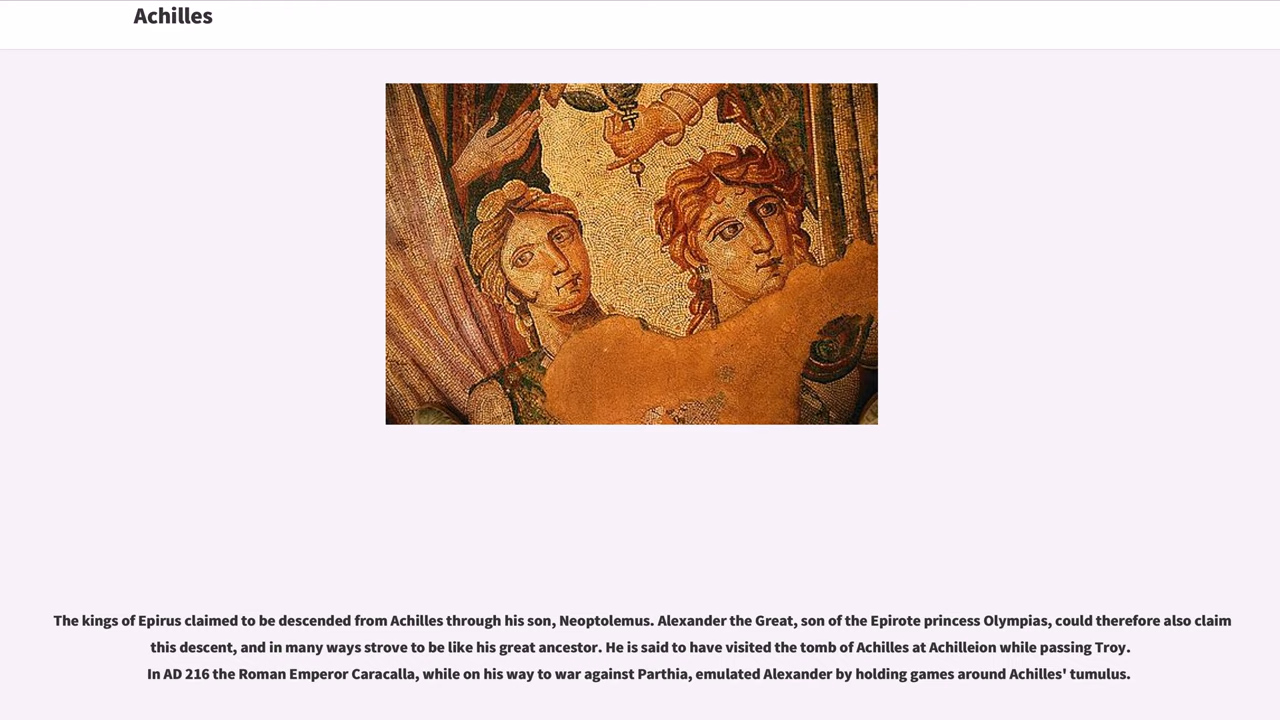 Achilles
The kings of Epirus claimed to be descended from Achilles through his son, Neoptolemus. Alexander the Great, son of the Epirote princess Olympias, could therefore also claim
this descent, and in many ways strove to be like his great ancestor. He is said to have visited the tomb of Achilles at Achilleion while passing Troy.
In AD 216 the Roman Emperor Caracalla, while on his way to war against Parthia, emulated Alexander by holding games around Achilles' tumulus.